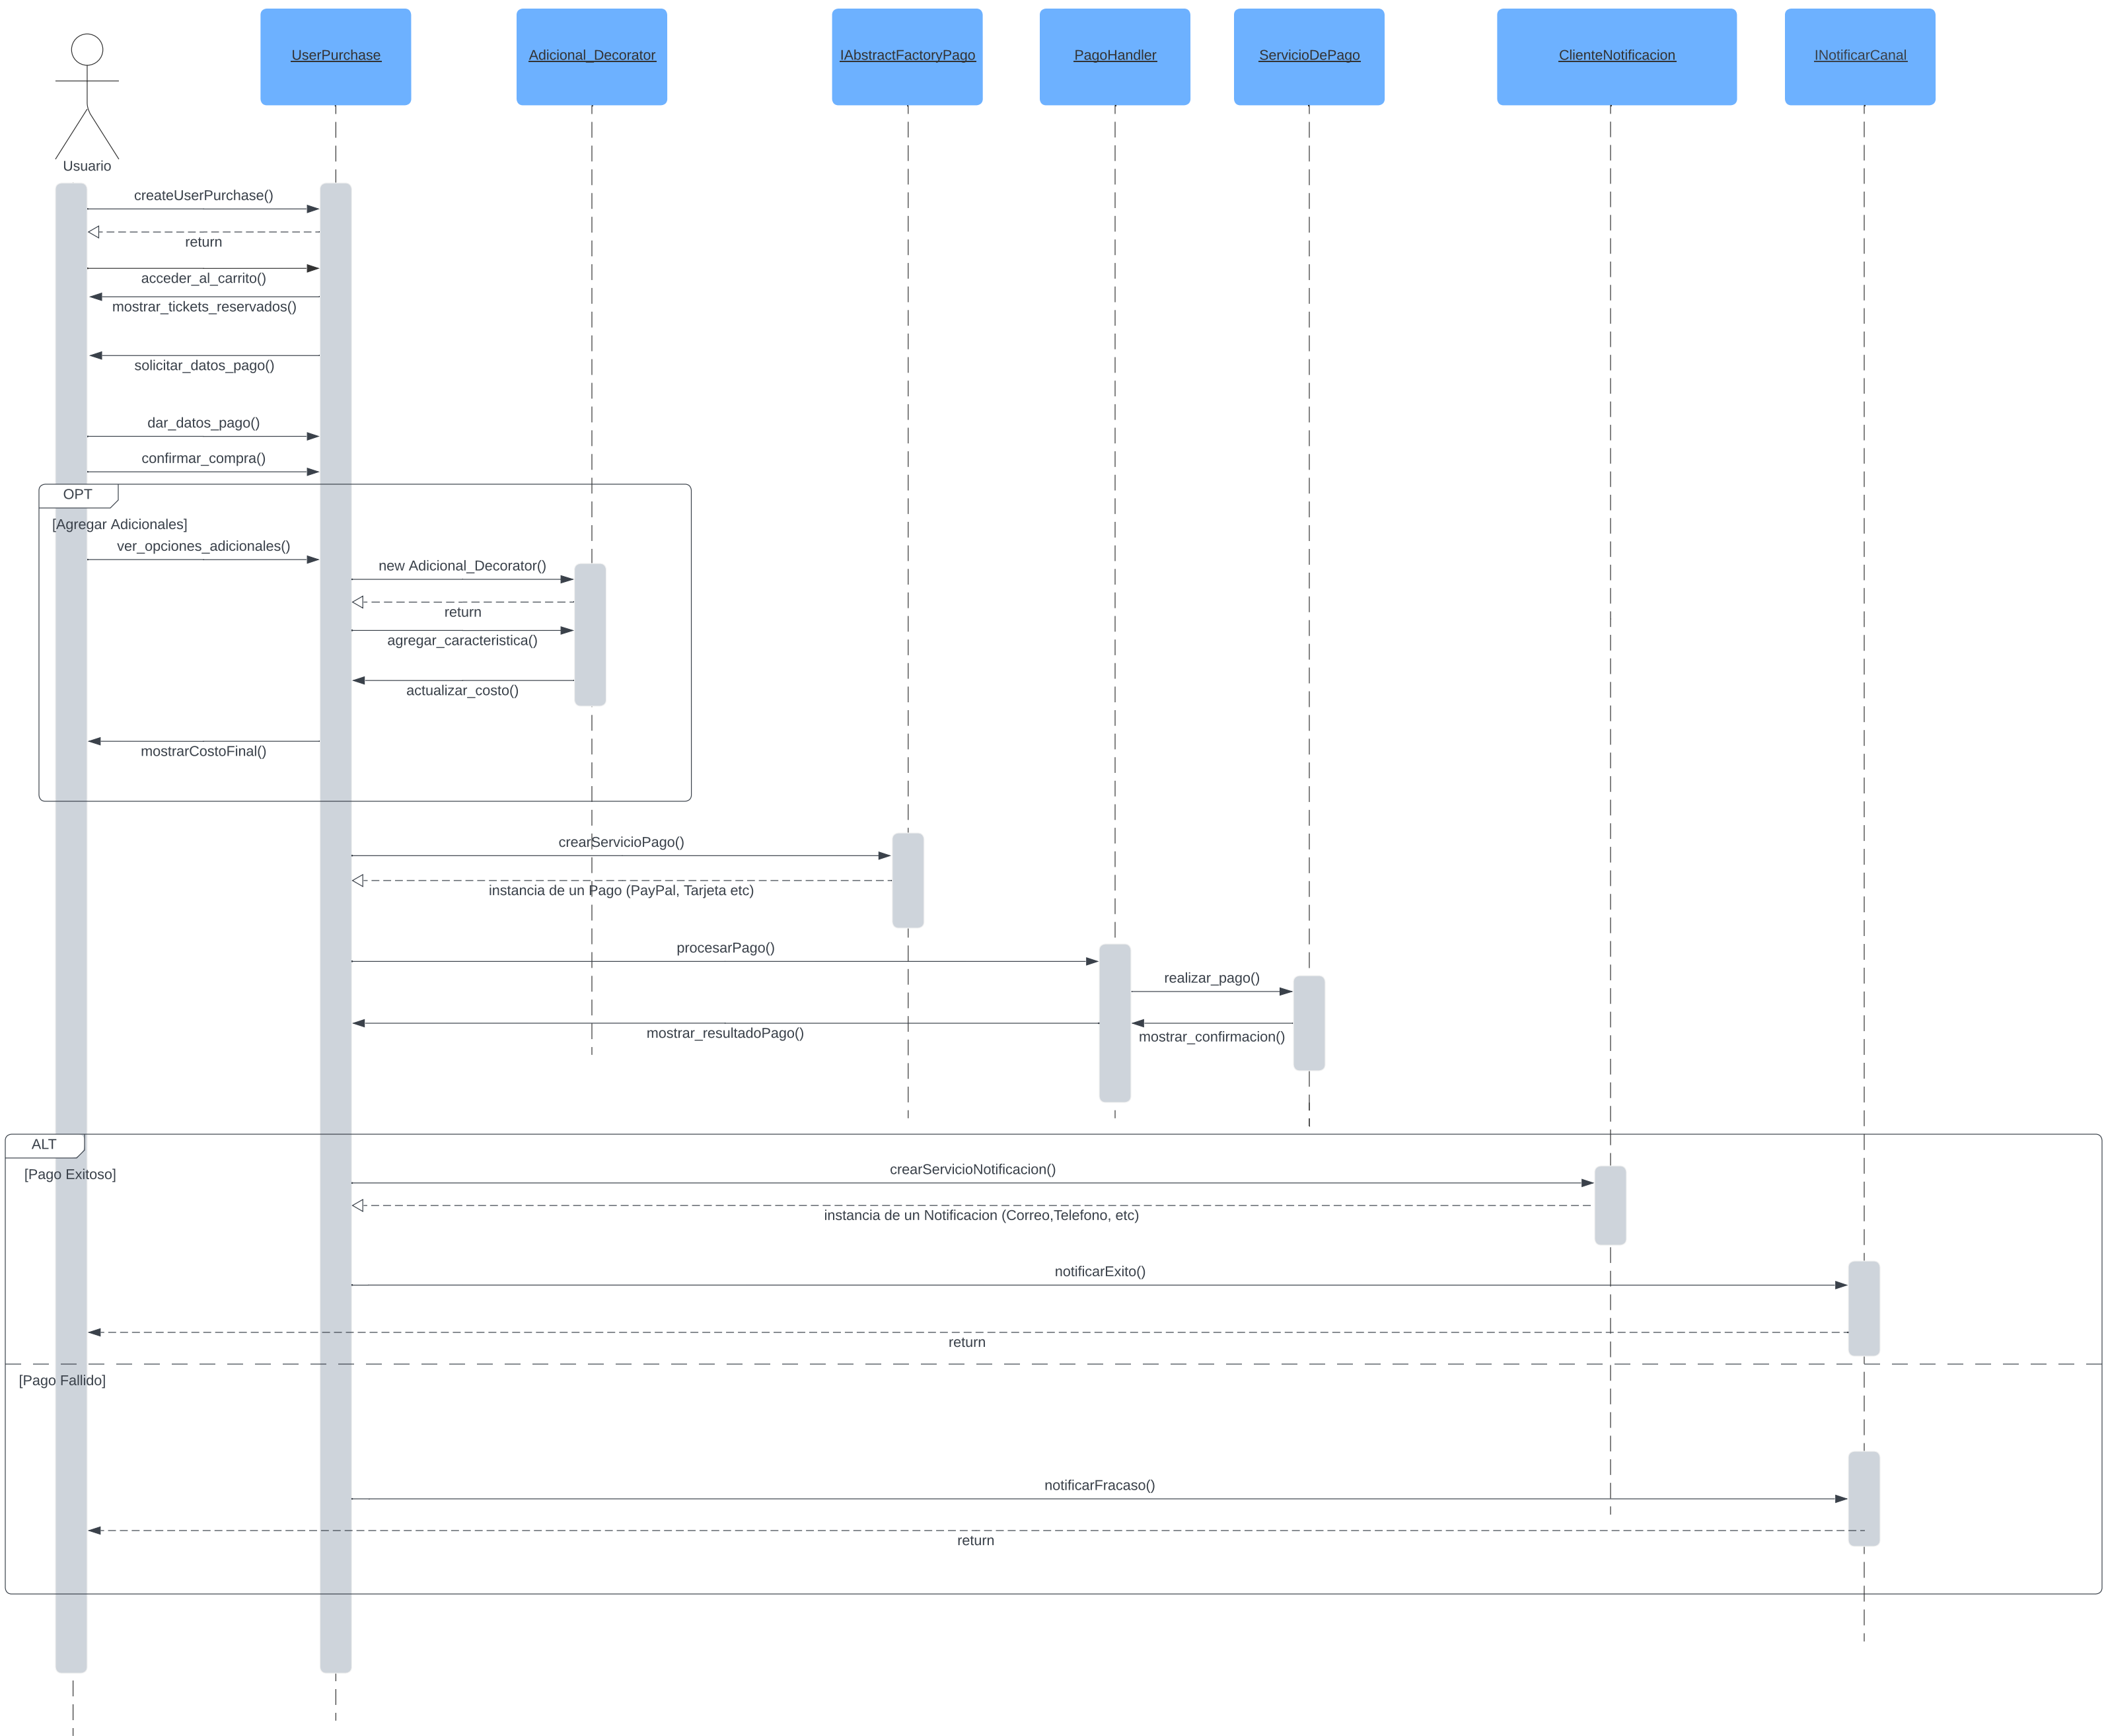 UserPurchase
Adicional_Decorator
IAbstractFactoryPago
PagoHandler
ServicioDePago
ClienteNotificacion
INotificarCanal
Usuario
createUserPurchase()
return
acceder_al_carrito()
mostrar_tickets_reservados()
solicitar_datos_pago()
dar_datos_pago()
confirmar_compra()
OPT
[Agregar Adicionales]
ver_opciones_adicionales()
new Adicional_Decorator()
return
agregar_caracteristica()
actualizar_costo()
mostrarCostoFinal()
crearServicioPago()
instancia de un Pago (PayPal, Tarjeta etc)
procesarPago()
realizar_pago()
mostrar_resultadoPago()
mostrar_confirmacion()
ALT
[Pago Exitoso]
crearServicioNotificacion()
instancia de un Notificacion (Correo,Telefono, etc)
notificarExito()
return
[Pago Fallido]
notificarFracaso()
return